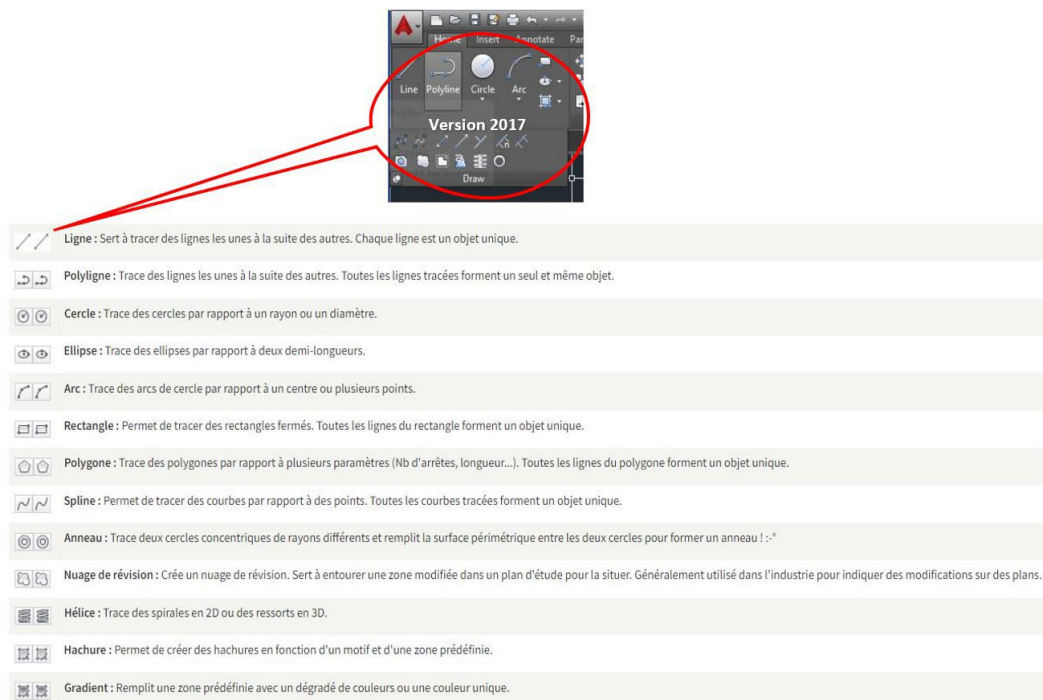 Home Insert Annotate Par
Line Polyline Circle Arc
Version 2017
Draw
Ligne : Sert à tracer des lignes les unes à la suite des autres. Chaque ligne est un objet unique.
Polyligne : Trace des lignes les unes à la suite des autres. Toutes les lignes tracées forment un seul et même objet.
Cercle : Trace des cercles par rapport à un rayon ou un diamètre.
Ellipse : Trace des ellipses par rapport à deux demi-longueurs.
Arc : Trace des arcs de cercle par rapport à un centre ou plusieurs points.
Rectangle : Permet de tracer des rectangles fermés. Toutes les lignes du rectangle forment un objet unique.
Polygone : Trace des polygones par rapport à plusieurs paramètres (Nb d'arrêtes, longueur...). Toutes les lignes du polygone forment un objet unique.
Spline : Permet de tracer des courbes par rapport à des points. Toutes les courbes tracées forment un objet unique.
Anneau : Trace deux cercles concentriques de rayons différents et remplit la surface périmétrique entre les deux cercles pour former un anneau ! :-°
Nuage de révision : Crée un nuage de révision. Sert à entourer une zone modifiée dans un plan d'étude pour la situer. Généralement utilisé dans l'industrie pour indiquer des modifications sur des plans.
Hélice : Trace des spirales en 2D ou des ressorts en 3D.
Hachure : Permet de créer des hachures en fonction d'un motif et d'une zone prédéfinie.
Gradient : Remplit une zone prédéfinie avec un dégradé de couleurs ou une couleur unique.